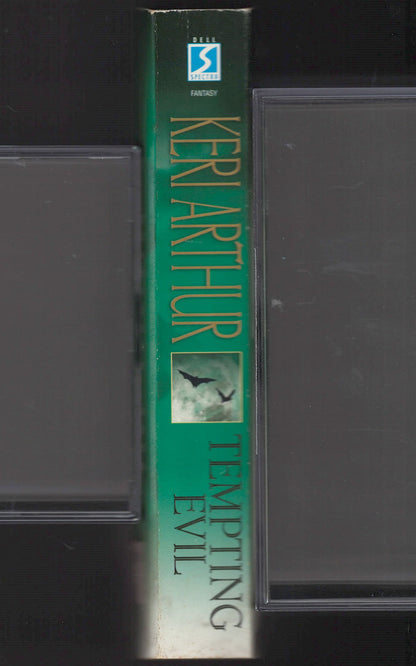 DELL
SPECTRA
FANTASY
KERI ARTHUR
TEMPTING
EVIL